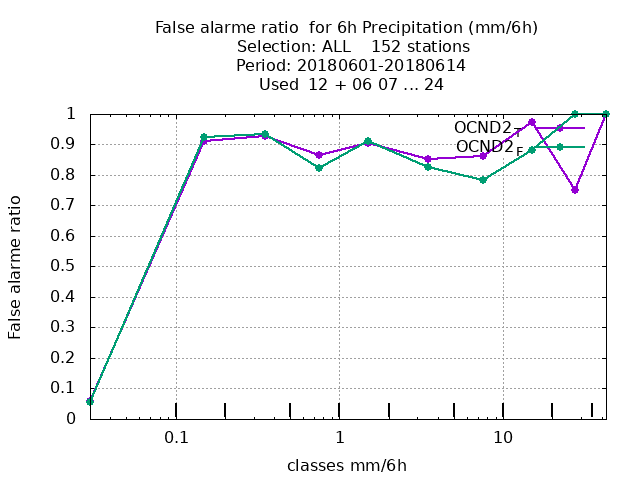 False alarme ratio  for 6h Precipitation (mm/6h)
Selection: ALL    152 stations
Period: 20180601-20180614
Used  12 + 06 07 ... 24
OCND2_T
OCND2_F
1
0.9
0.8
0.7
0.6
0.5
0.4
0.3
0.2
0.1
0
False alarme ratio
0.1 1 10
classes mm/6h